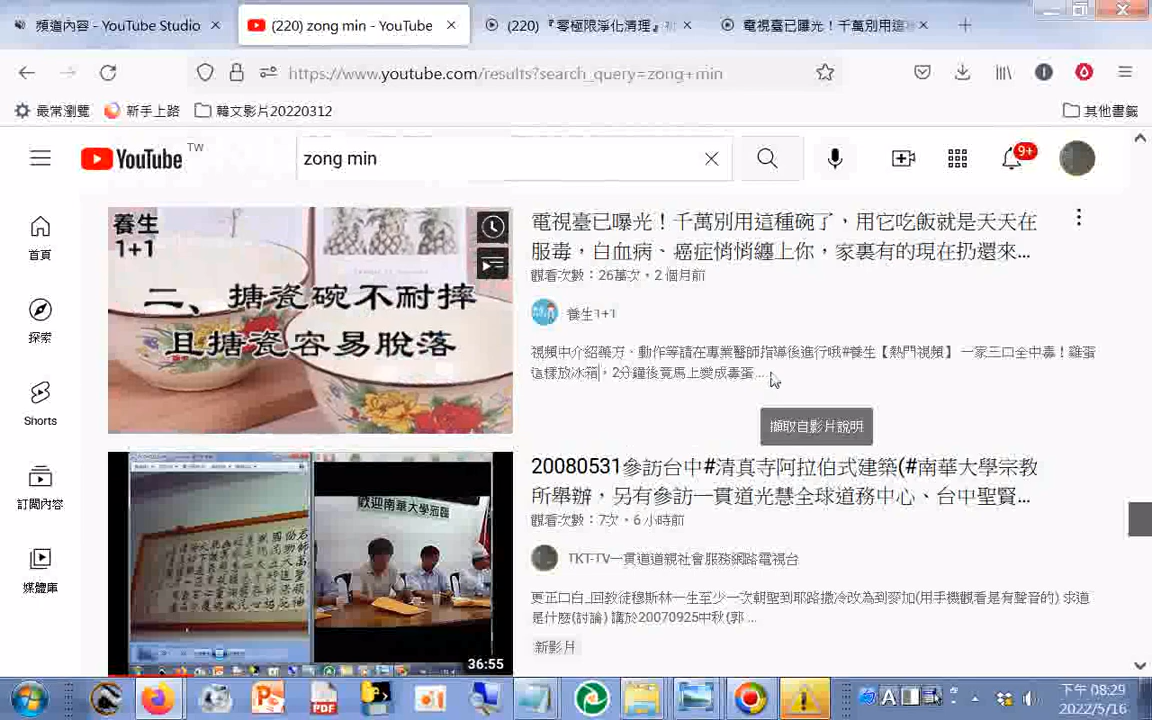 頻道內容 - YouTube Studio
(220) zong min - YouTube
(220) 『零極限淨化清理』
電視臺已曝光！千萬別用這
https://www.youtube.com/results?search_query=zong+min
最常瀏覽
新手上路
韓文影片20220312
其他書籤
YouTube TW
zong min
9+
首頁
探索
Shorts
訂閱內容
媒體庫
養生
1+1
二、搪瓷碗不耐摔
且搪瓷容易脫落
電視臺已曝光！千萬別用這種碗了，用它吃飯就是天天在
服毒，白血病、癌症悄悄纏上你，家裏有的現在扔還來...
觀看次數：26萬次 · 2 個月前
養生1+1
視頻中介紹藥方、動作等請在專業醫師指導後進行哦#養生【熱門視頻】 一家三口全中毒！雞蛋
這樣放冰箱，2分鐘後竟馬上變成毒蛋...
擷取自影片說明
歡迎南華大學蒞臨
36:55
20080531參訪台中#清真寺阿拉伯式建築(#南華大學宗教
所舉辦，另有參訪一貫道光慧全球道務中心、台中聖賢...
觀看次數：7次 · 6 小時前
TKT-TV一貫道道親社會服務網路電視台
更正口白_回教徒穆斯林一生至少一次朝聖到耶路撒冷改為到麥加(用手機觀看是有聲音的) 求道
是什麼(討論) 講於20070925中秋(郭 ...
新影片
下午 08:29
2022/5/16